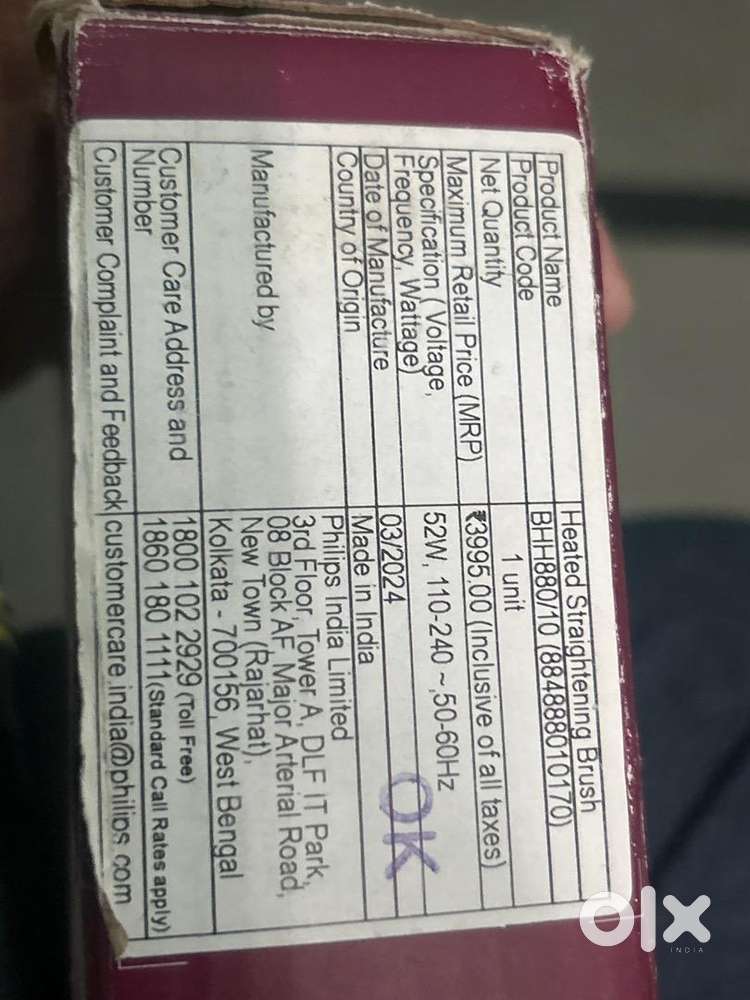 Product Name Heated Straightening Brush
Product Code BHH880/10 (884888010170)
Net Quantity 1 unit
Maximum Retail Price (MRP) ₹3995.00 (Inclusive of all taxes)
Specification (Voltage,
Frequency, Wattage) 52W, 110-240 ~,50-60Hz
Date of Manufacture 03/2024
OK
Country of Origin Made in India
Manufactured by Philips India Limited
3rd Floor, Tower A, DLF IT Park,
08 Block AF Major Arterial Road,
New Town (Rajarhat),
Kolkata - 700156, West Bengal
Customer Care Address and
Number
1800 102 2929 (Toll Free)
1860 180 1111(Standard Call Rates apply)
Customer Complaint and Feedback customercare.india@philips.com
olx
INDIA